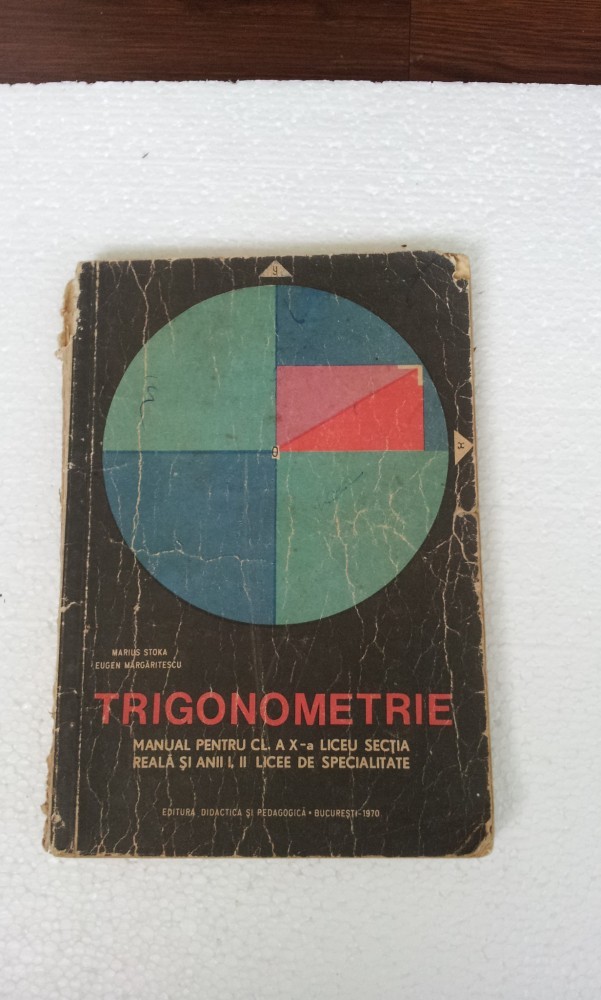 y
x
O
MARIUS STOKA
EUGEN MĂRGĂRITESCU
TRIGONOMETRIE
MANUAL PENTRU CL. A X-a LICEU SECȚIA
REALĂ ȘI ANII I, II LICEE DE SPECIALITATE
EDITURA DIDACTICĂ ȘI PEDAGOGICĂ • BUCUREȘTI-1970